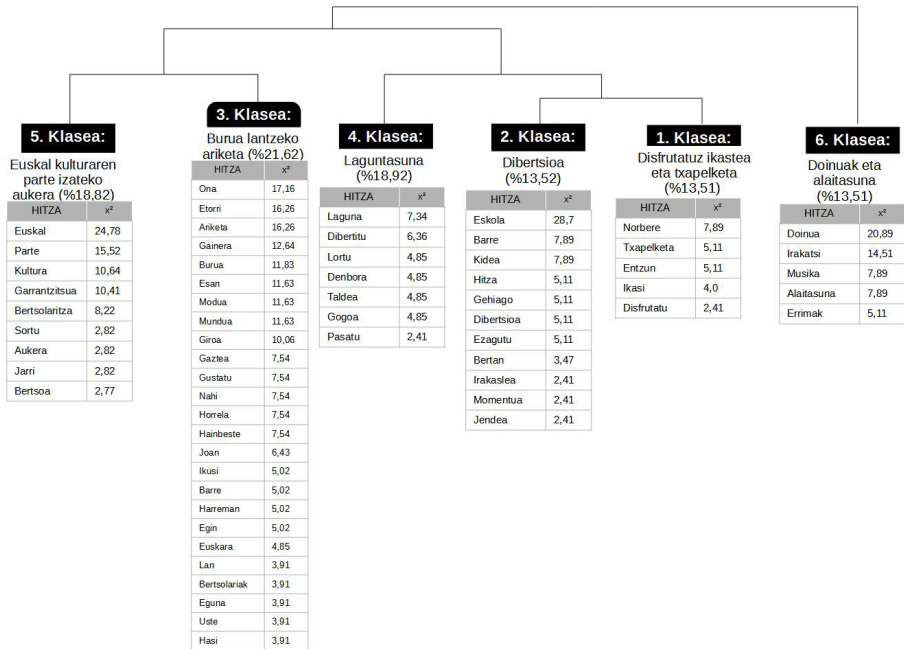 5. Klasea:
Euskal kulturaren
parte izateko
aukera (%18,82)
HITZA x²
Euskal 24,78
Parte 15,52
Kultura 10,64
Garrantzitsua 10,41
Bertsolaritza 8,22
Sortu 2,82
Aukera 2,82
Jarri 2,82
Bertsoa 2,77
3. Klasea:
Burua lantzeko
ariketa (%21,62)
HITZA x²
Ona 17,16
Etorri 16,26
Ariketa 16,26
Gainera 12,64
Burua 11,83
Esan 11,63
Modua 11,63
Mundua 11,63
Giroa 10,06
Gaztea 7,54
Gustatu 7,54
Nahi 7,54
Horrela 7,54
Hainbeste 7,54
Joan 6,43
Ikusi 5,02
Barre 5,02
Harreman 5,02
Egin 5,02
Euskara 4,85
Lan 3,91
Bertsolariak 3,91
Eguna 3,91
Uste 3,91
Hasi 3,91
4. Klasea:
Laguntasuna
(%18,92)
HITZA x²
Laguna 7,34
Dibertitu 6,36
Lortu 4,85
Denbora 4,85
Taldea 4,85
Gogoa 4,85
Pasatu 2,41
2. Klasea:
Dibertsioa
(%13,52)
HITZA x²
Eskola 28,7
Barre 7,89
Kidea 7,89
Hitza 5,11
Gehiago 5,11
Dibertsioa 5,11
Ezagutu 5,11
Bertan 3,47
Irakaslea 2,41
Momentua 2,41
Jendea 2,41
1. Klasea:
Disfrutatuz ikastea
eta txapelketa
(%13,51)
HITZA x²
Norbere 7,89
Txapelketa 5,11
Entzun 5,11
Ikasi 4,0
Disfrutatu 2,41
6. Klasea:
Doinuak eta
alaitasuna
(%13,51)
HITZA x²
Doinua 20,89
Irakatsi 14,51
Musika 7,89
Alaitasuna 7,89
Errimak 5,11